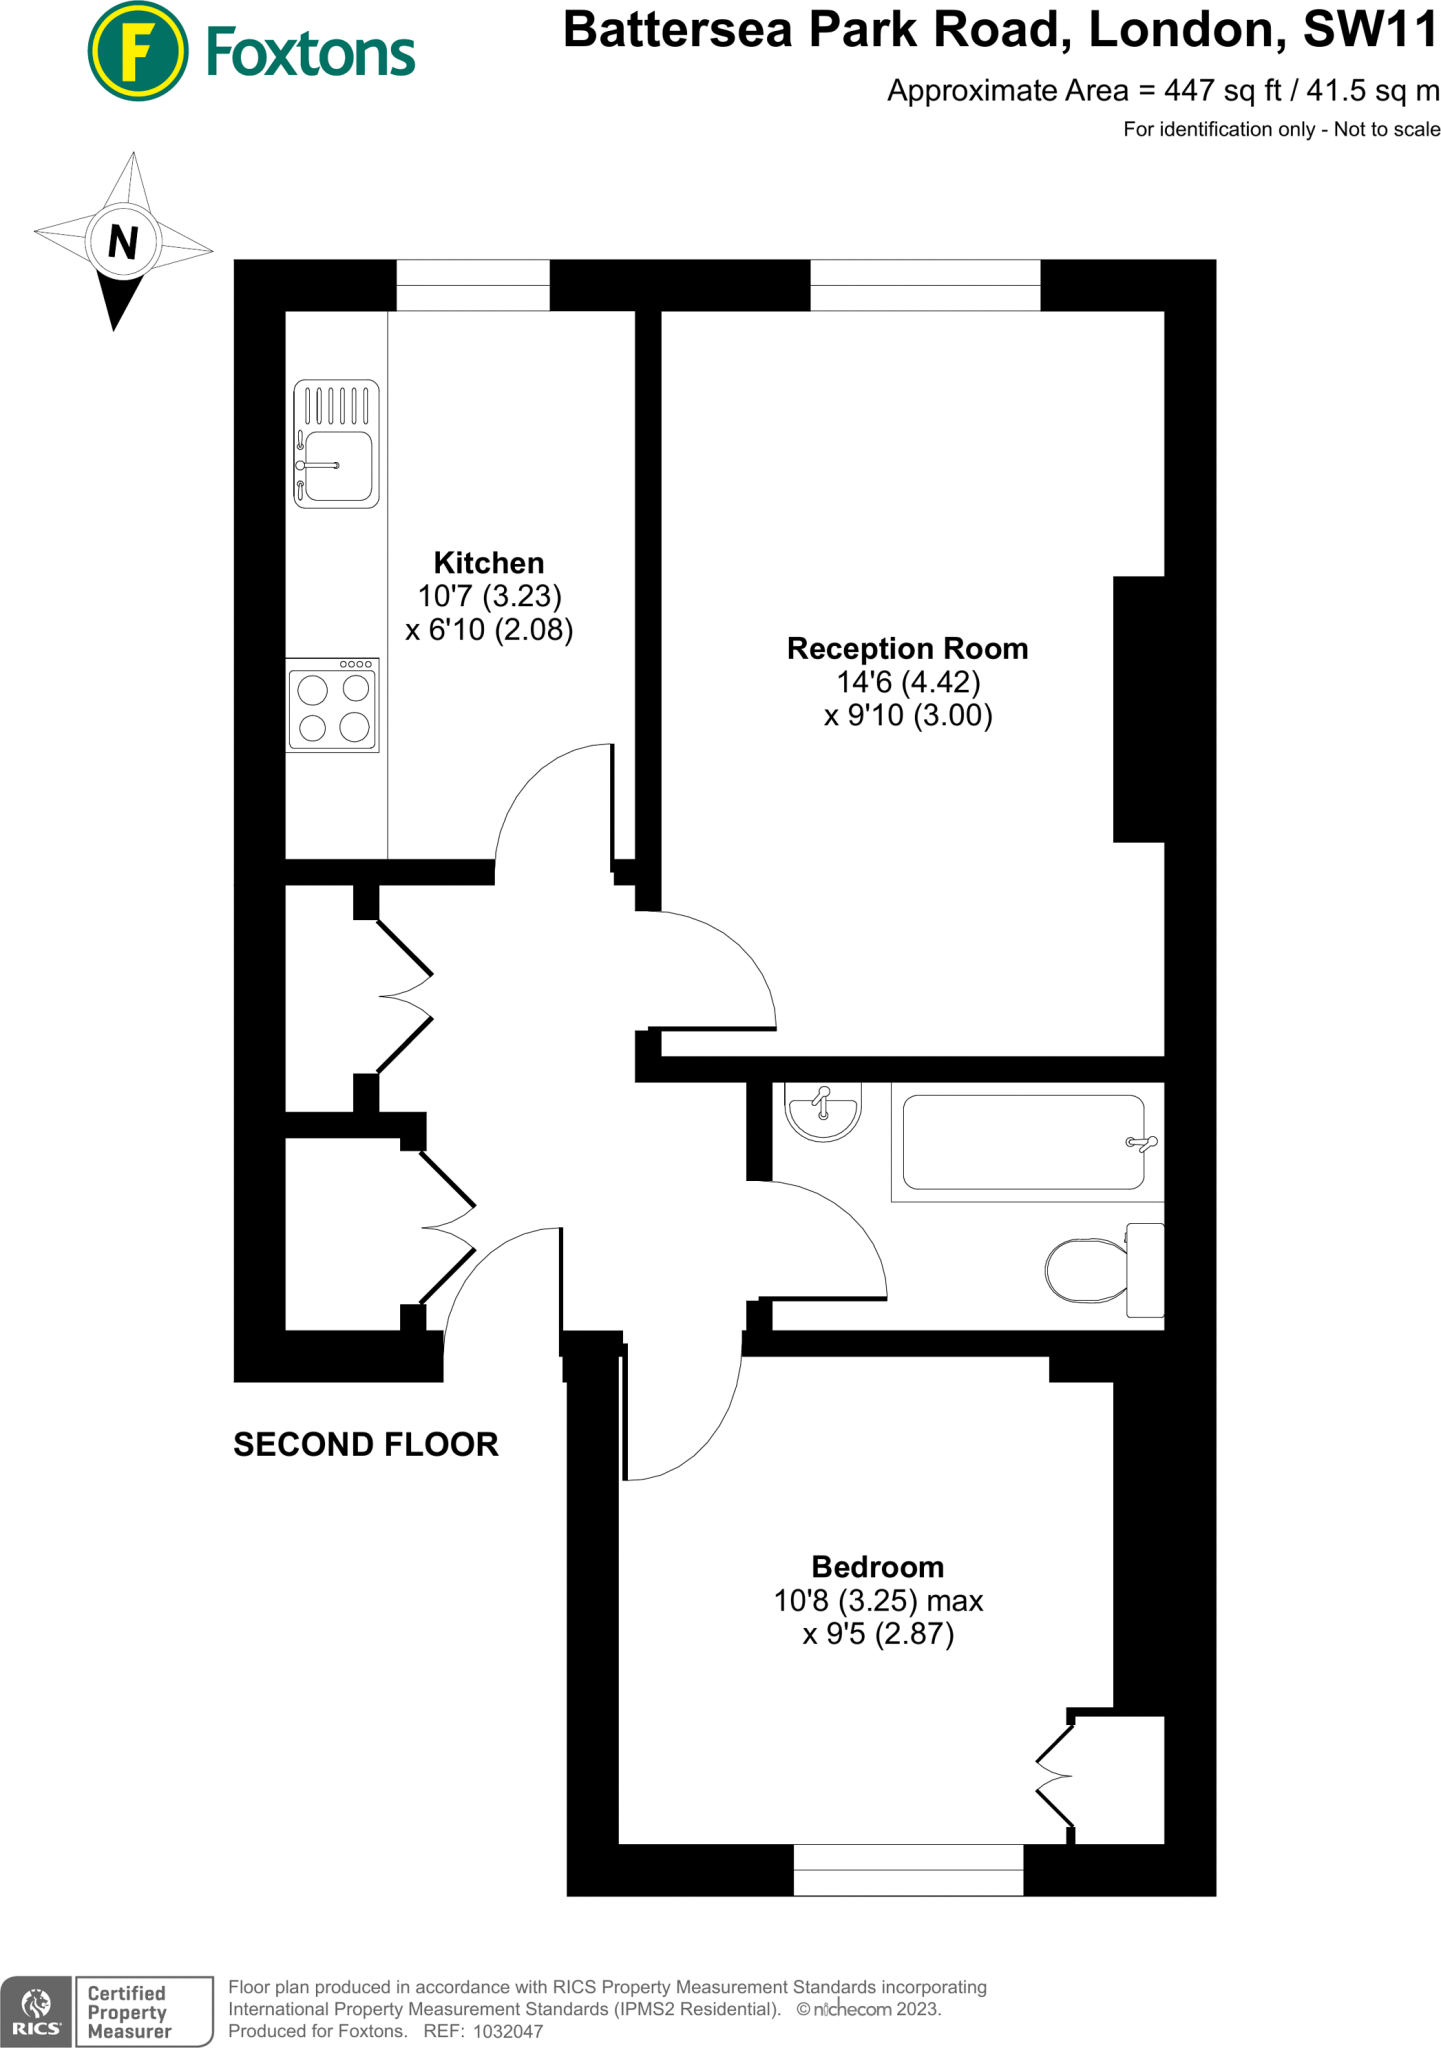 F Foxtons
Battersea Park Road, London, SW11
Approximate Area = 447 sq ft / 41.5 sq m
For identification only - Not to scale
N
Kitchen
10'7 (3.23)
x 6'10 (2.08)
Reception Room
14'6 (4.42)
x 9'10 (3.00)
SECOND FLOOR
Bedroom
10'8 (3.25) max
x 9'5 (2.87)
RICS
Certified
Property
Measurer
Floor plan produced in accordance with RICS Property Measurement Standards incorporating
International Property Measurement Standards (IPMS2 Residential). © nichecom 2023.
Produced for Foxtons. REF: 1032047